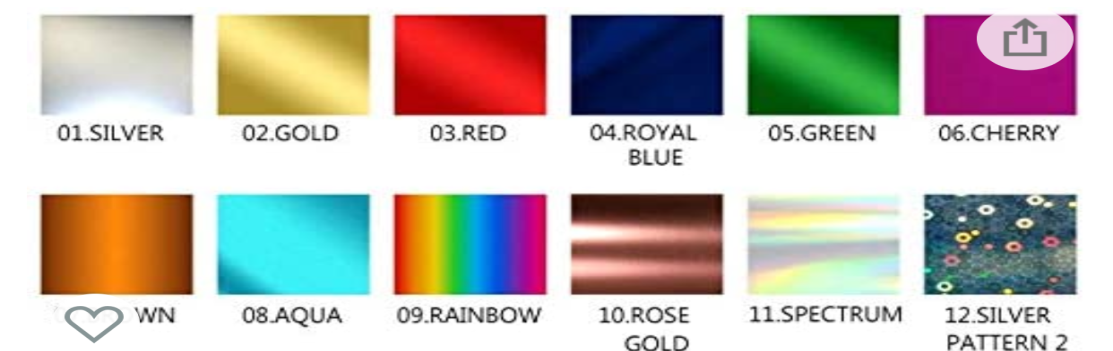 01.SILVER 02.GOLD 03.RED 04.ROYAL BLUE 05.GREEN 06.CHERRY
WN 08.AQUA 09.RAINBOW 10.ROSE GOLD 11.SPECTRUM 12.SILVER PATTERN 2